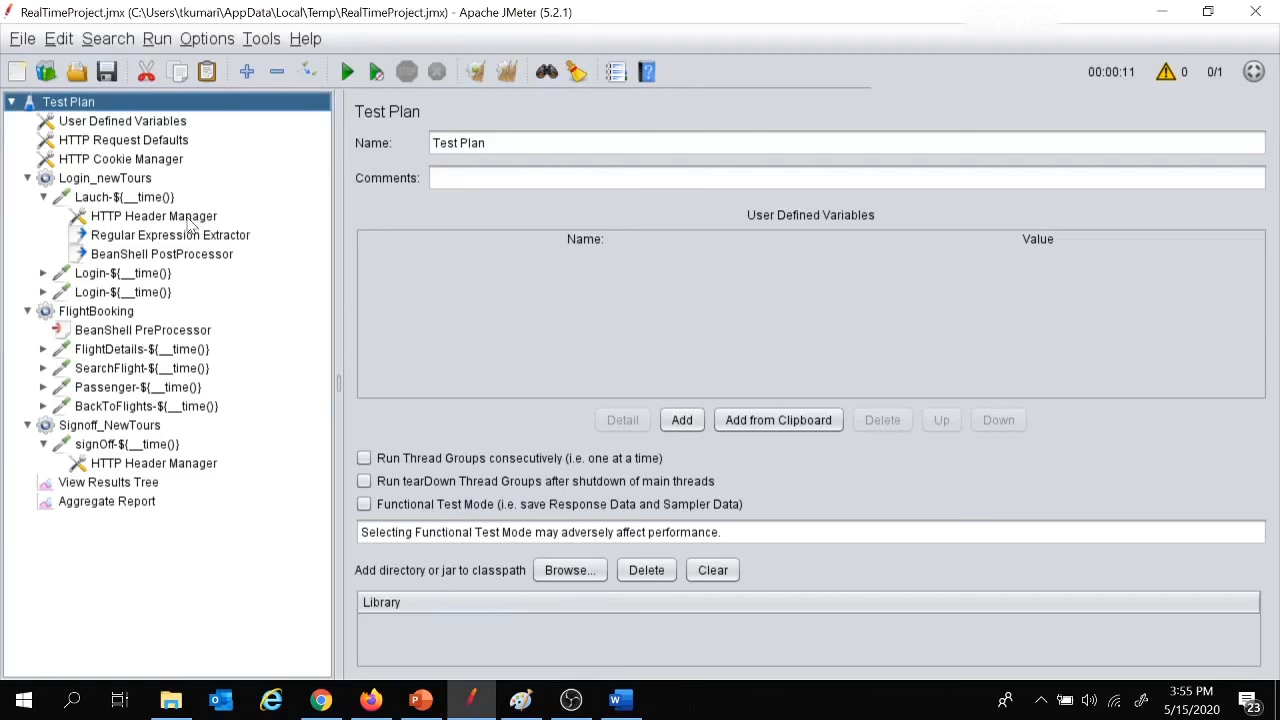 RealTimeProject.jmx (C:\Users\tkumari\AppData\Local\Temp\RealTimeProject.jmx) - Apache JMeter (5.2.1)
File Edit Search Run Options Tools Help
00:00:11 0 0/1
Test Plan
User Defined Variables
HTTP Request Defaults
HTTP Cookie Manager
Login_newTours
Lauch-${__time()}
HTTP Header Manager
Regular Expression Extractor
BeanShell PostProcessor
Login-${__time()}
Login-${__time()}
FlightBooking
BeanShell PreProcessor
FlightDetails-${__time()}
SearchFlight-${__time()}
Passenger-${__time()}
BackToFlights-${__time()}
Signoff_NewTours
signOff-${__time()}
HTTP Header Manager
View Results Tree
Aggregate Report
Test Plan
Name: Test Plan
Comments:
User Defined Variables
Name: Value
Detail Add Add from Clipboard Delete Up Down
Run Thread Groups consecutively (i.e. one at a time)
Run tearDown Thread Groups after shutdown of main threads
Functional Test Mode (i.e. save Response Data and Sampler Data)
Selecting Functional Test Mode may adversely affect performance.
Add directory or jar to classpath Browse... Delete Clear
Library
3:55 PM
5/15/2020
23